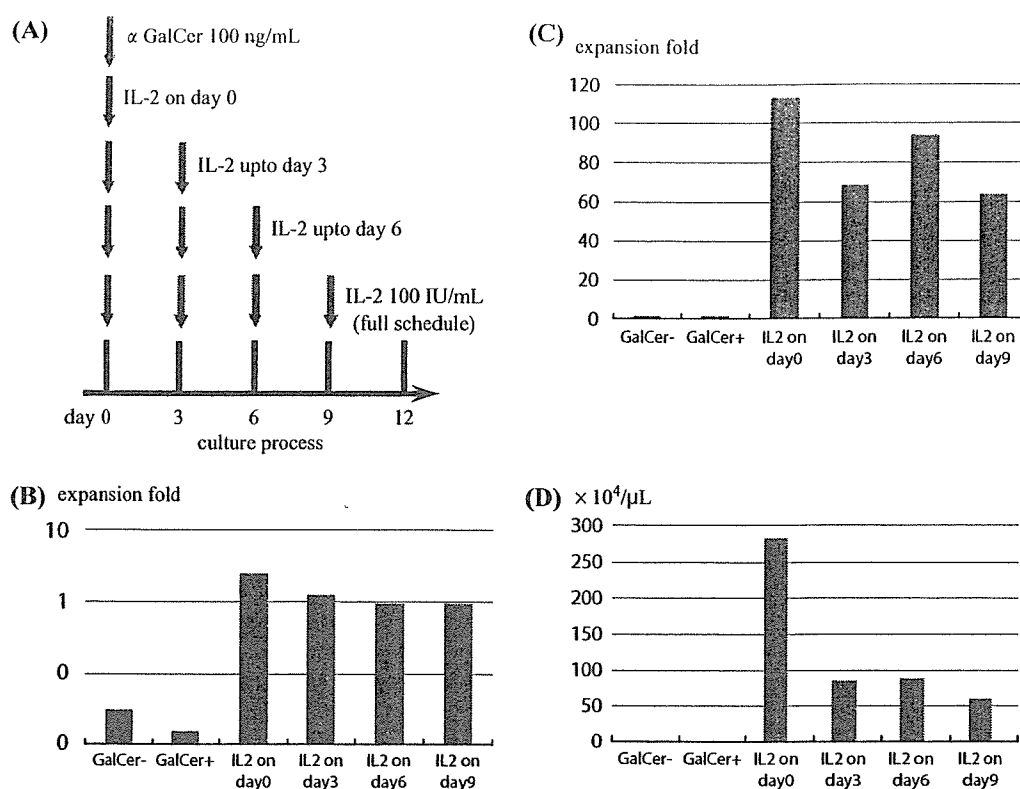 (A)
α GalCer 100 ng/mL
IL-2 on day 0
IL-2 upto day 3
IL-2 upto day 6
IL-2 100 IU/mL
(full schedule)
day 0 3 6 9 12
culture process
(B) expansion fold
10
1
0
0
GalCer- GalCer+ IL2 on day0 IL2 on day3 IL2 on day6 IL2 on day9
(C) expansion fold
120
100
80
60
40
20
0
GalCer- GalCer+ IL2 on day0 IL2 on day3 IL2 on day6 IL2 on day9
(D) × 10⁴/µL
300
250
200
150
100
50
0
GalCer- GalCer+ IL2 on day0 IL2 on day3 IL2 on day6 IL2 on day9